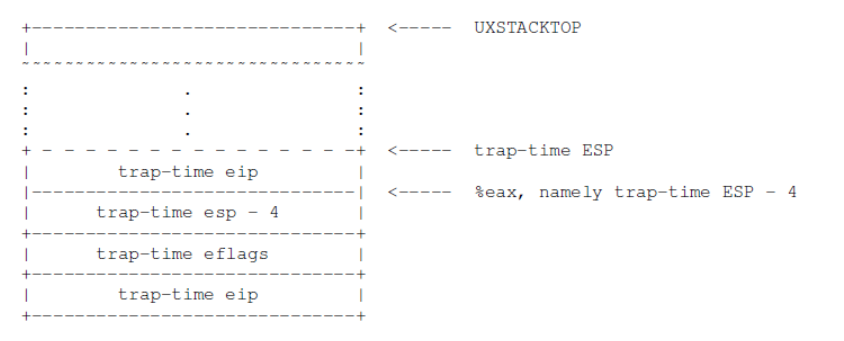 +-------------------------------+ <----- UXSTACKTOP
| |
~~~~~~~~~~~~~~~~~~~~~~~~~~~~~~~~~
: . :
: . :
: . :
+ - - - - - - - - - - - - - - -+ <----- trap-time ESP
| trap-time eip |
|------------------------------| <----- %eax, namely trap-time ESP - 4
| trap-time esp - 4 |
+------------------------------+
| trap-time eflags |
+------------------------------+
| trap-time eip |
+------------------------------+